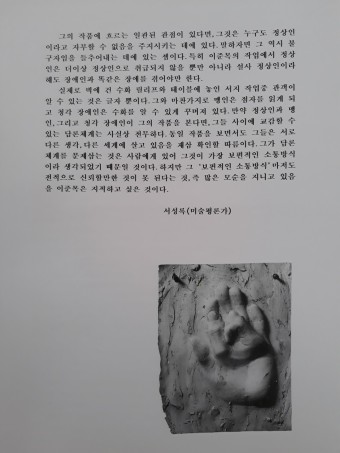 그의 작품에 흐르는 일관된 관점이 있다면, 그것은 누구도 정상인
이라고 자부할 수 없음을 주지시키는 데에 있다. 말하자면 그 역시 불
구자임을 들추어내는 데에 있는 셈이다. 특히 이준목의 작업에서 정상
인은 더이상 정상인으로 취급되지 않을 뿐만 아니라 설사 정상인이라
해도 장애인과 똑같은 장애를 겪어야만 한다.
실제로 벽에 건 수화 릴리프와 테이블에 놓인 서지 작업중 관객이
알 수 있는 것은 글자 뿐이다. 그와 마찬가지로 맹인은 점자를 읽게 되
고 청각 장애인은 수화를 알 수 있게 꾸며져 있다. 만약 정상인과 맹
인, 그리고 청각 장애인이 그의 작품을 본다면, 그들 사이에 교감할 수
있는 담론체계는 사실상 전무하다. 동일 작품을 보면서도 그들은 서로
다른 생각, 다른 세계에 살고 있음을 재삼 확인할 따름이다. 그가 담론
체계를 문제삼는 것은 사람에게 있어 그것이 가장 보편적인 소통방식
이라 생각되었기 때문일 것이다. 하지만 그 "보편적인 소통방식"마저도
전적으로 신뢰할만한 것이 못 된다는 것, 즉 많은 모순을 지니고 있음
을 이준목은 지적하고 싶은 것이다.
서성록(미술평론가)